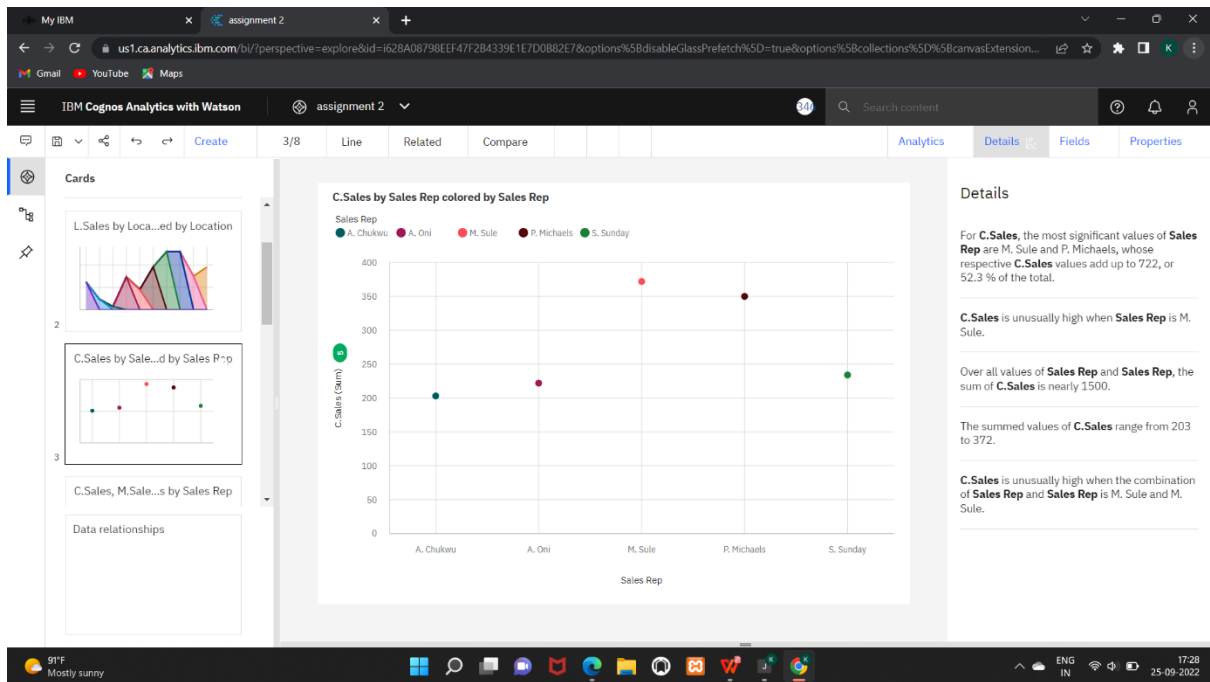 My IBM
assignment 2
us1.ca.analytics.ibm.com/bi/?perspective=explore&id=i628A08798EEF47F2B4339E1E7D0B82E7&options%5BdisableGlassPrefetch%5D=true&options%5Bcollections%5D%5BcanvasExtension...
K
Gmail YouTube Maps
IBM Cognos Analytics with Watson
assignment 2
Search content
Create
3/8
Line
Related
Compare
Analytics
Details
Fields
Properties
Cards
L.Sales by Loca...ed by Location
2
C.Sales by Sale...d by Sales Rep
3
C.Sales, M.Sale...s by Sales Rep
Data relationships
C.Sales by Sales Rep colored by Sales Rep
Sales Rep
A. Chukwu A. Oni M. Sule P. Michaels S. Sunday
400
350
300
250
200
150
100
50
0
C.Sales (Sum)
A. Chukwu A. Oni M. Sule P. Michaels S. Sunday
Sales Rep
Details
For C.Sales, the most significant values of Sales
Rep are M. Sule and P. Michaels, whose
respective C.Sales values add up to 722, or
52.3 % of the total.
C.Sales is unusually high when Sales Rep is M.
Sule.
Over all values of Sales Rep and Sales Rep, the
sum of C.Sales is nearly 1500.
The summed values of C.Sales range from 203
to 372.
C.Sales is unusually high when the combination
of Sales Rep and Sales Rep is M. Sule and M.
Sule.
91°F
Mostly sunny
ENG
IN
17:28
25-09-2022